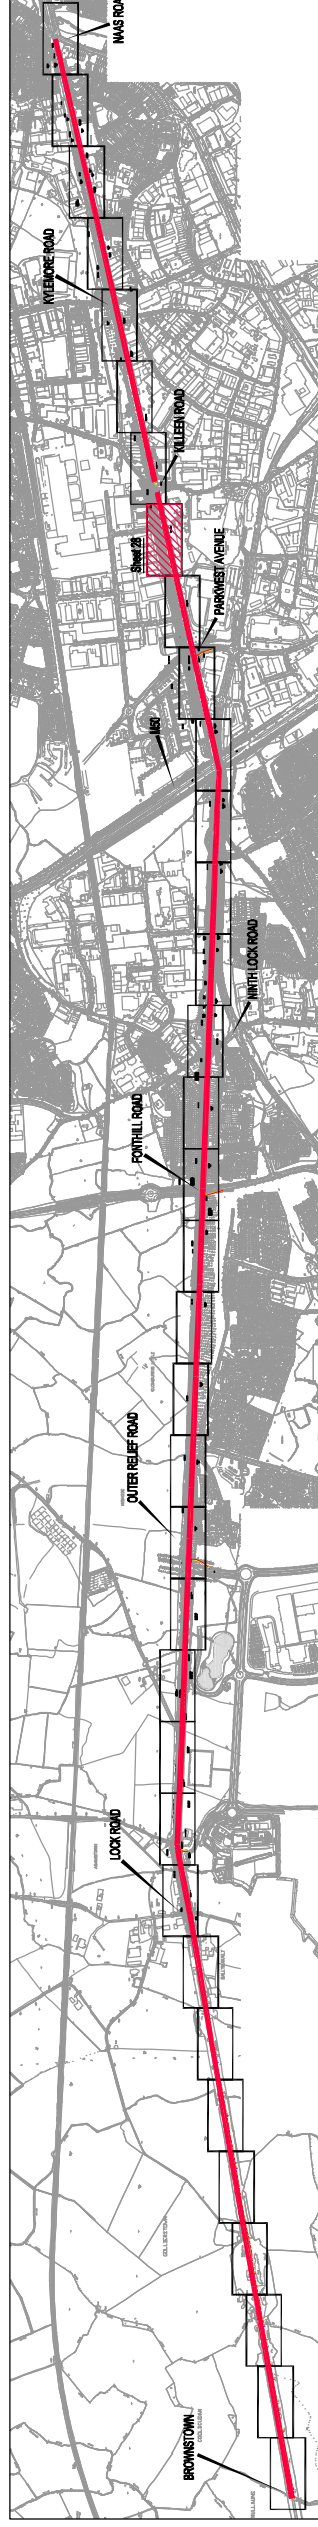 NAAS ROA
KYLEMORE ROAD
KILLEEN ROAD
Sheet 28
PARKWEST AVENUE
M50
NINTH LOCK ROAD
FONTHILL ROAD
OUTER RELIEF ROAD
LOCK ROAD
BROWNSTOWN